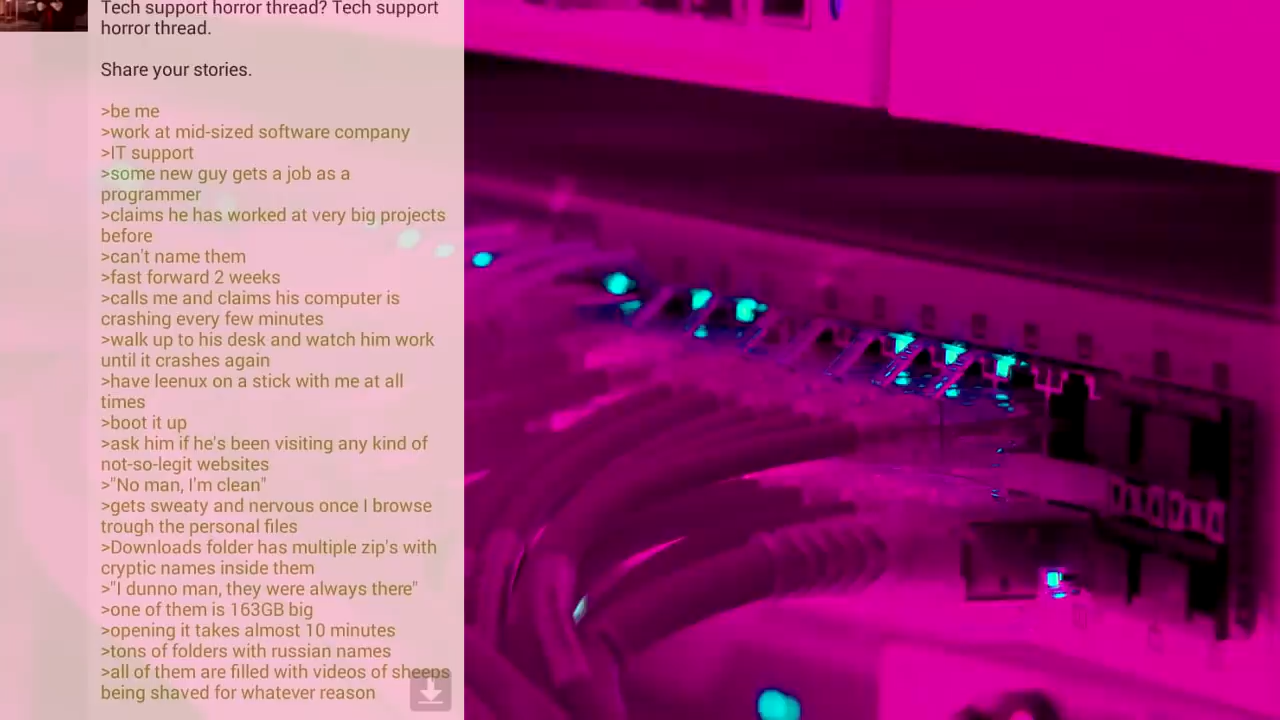 Tech support horror thread? Tech support
horror thread.
Share your stories.
>be me
>work at mid-sized software company
>IT support
>some new guy gets a job as a
programmer
>claims he has worked at very big projects
before
>can't name them
>fast forward 2 weeks
>calls me and claims his computer is
crashing every few minutes
>walk up to his desk and watch him work
until it crashes again
>have leenux on a stick with me at all
times
>boot it up
>ask him if he's been visiting any kind of
not-so-legit websites
>"No man, I'm clean"
>gets sweaty and nervous once I browse
trough the personal files
>Downloads folder has multiple zip's with
cryptic names inside them
>"I dunno man, they were always there"
>one of them is 163GB big
>opening it takes almost 10 minutes
>tons of folders with russian names
>all of them are filled with videos of sheeps
being shaved for whatever reason